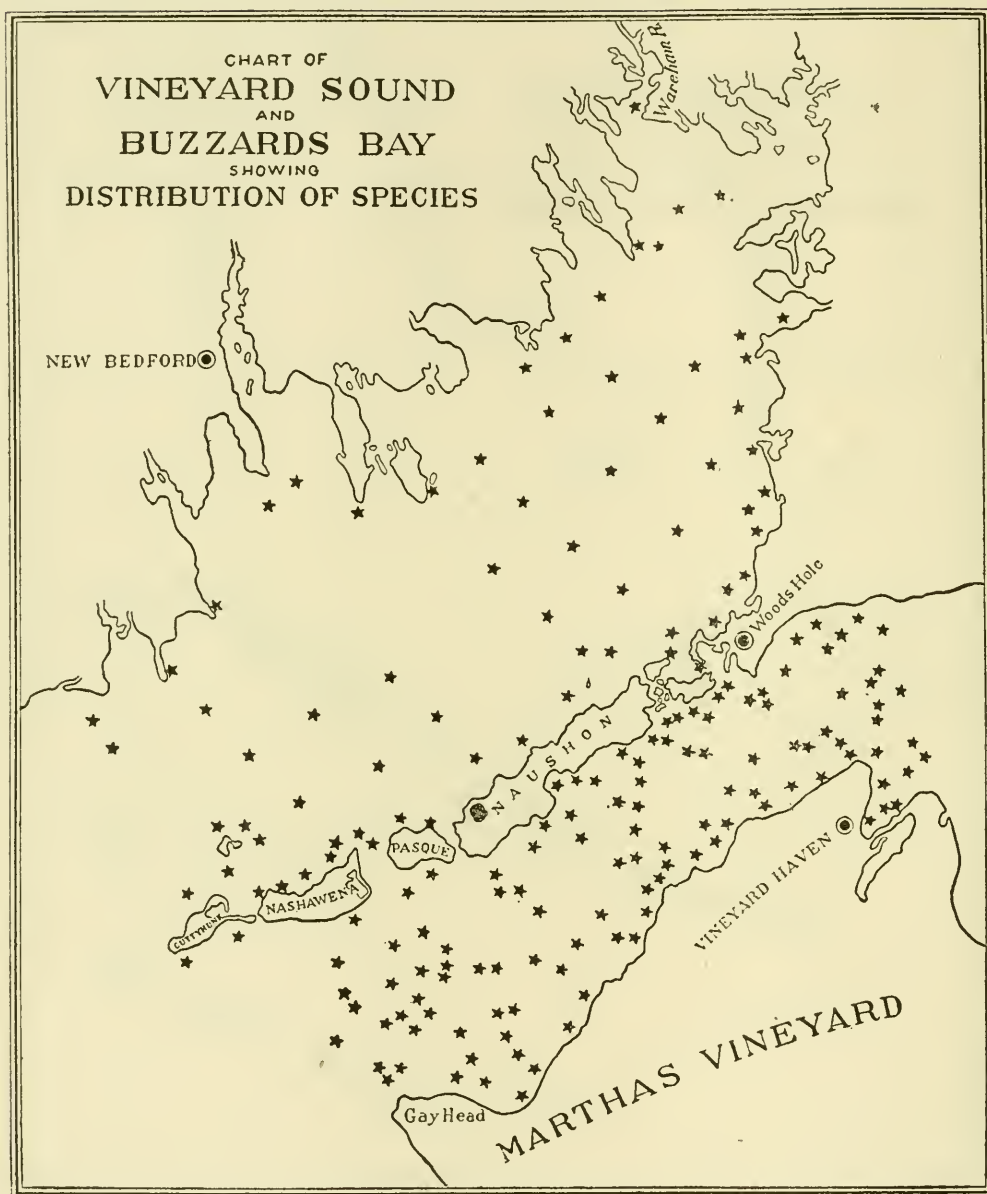 CHART OF
VINEYARD SOUND
AND
BUZZARDS BAY
SHOWING
DISTRIBUTION OF SPECIES
Wareham R.
NEW BEDFORD
Woods Hole
NAUSHON
PASQUE
NASHAWENA
CUTTYHUNK
VINEYARD HAVEN
Gay Head
MARTHAS VINEYARD